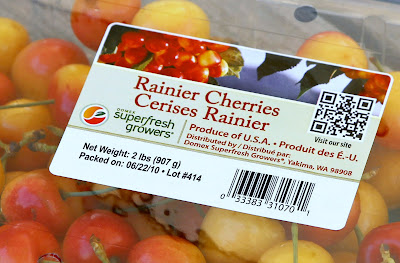 Rainier Cherries
Cerises Rainier
DOMEX
superfresh
growers®
Produce of U.S.A. • Produit des É.-U.
Distributed by / Distribué par:
Domex Superfresh Growers®, Yakima, WA 98908
Visit our site
Net Weight: 2 lbs (907 g)
Packed on: 06/22/10 • Lot #414
0 33383 31070 1